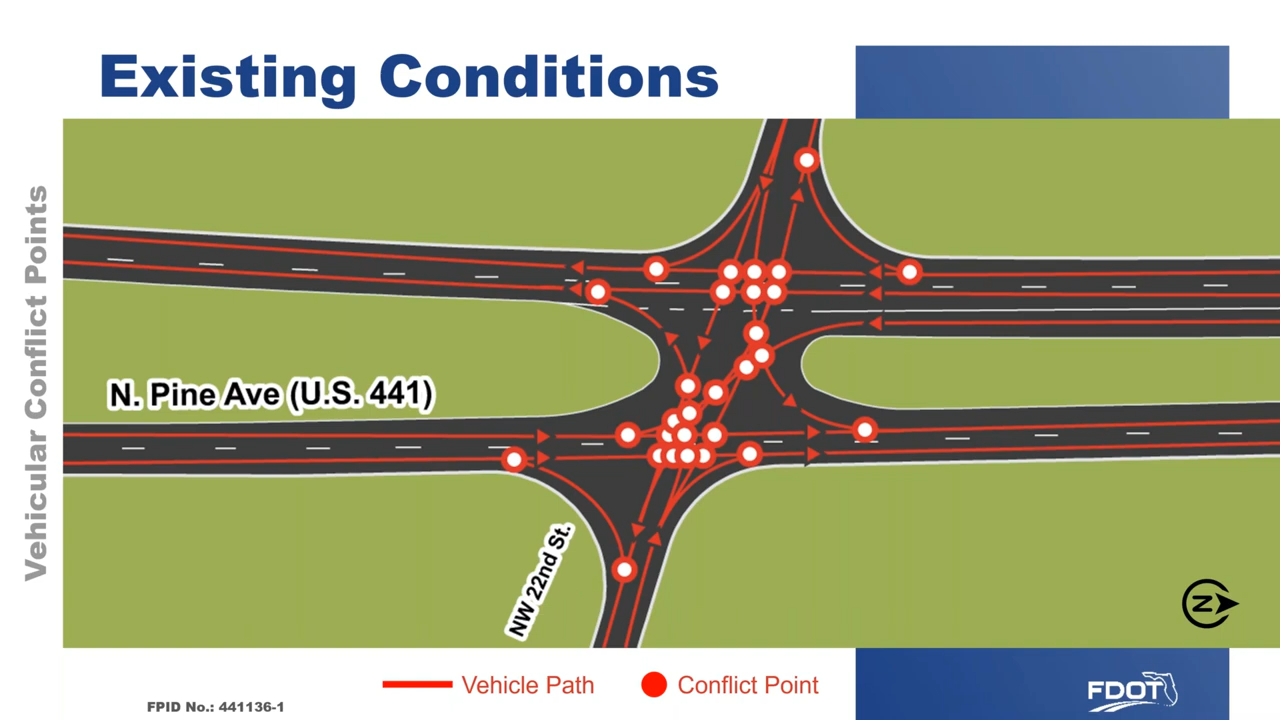 Existing Conditions
Vehicular Conflict Points
N. Pine Ave (U.S. 441)
NW 22nd St.
N
Vehicle Path
Conflict Point
FPID No.: 441136-1
FDOT